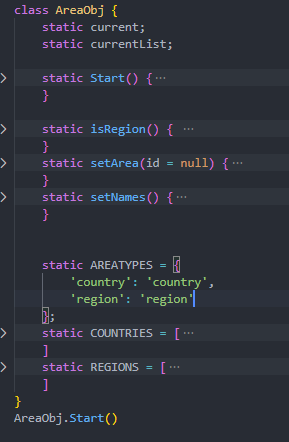 class AreaObj {
static current;
static currentList;
static Start() {···
}
static isRegion() { ···
}
static setArea(id = null) {···
}
static setNames() {···
}
static AREATYPES = {
'country': 'country',
'region': 'region'
};
static COUNTRIES = [···
]
static REGIONS = [···
]
}
AreaObj.Start()